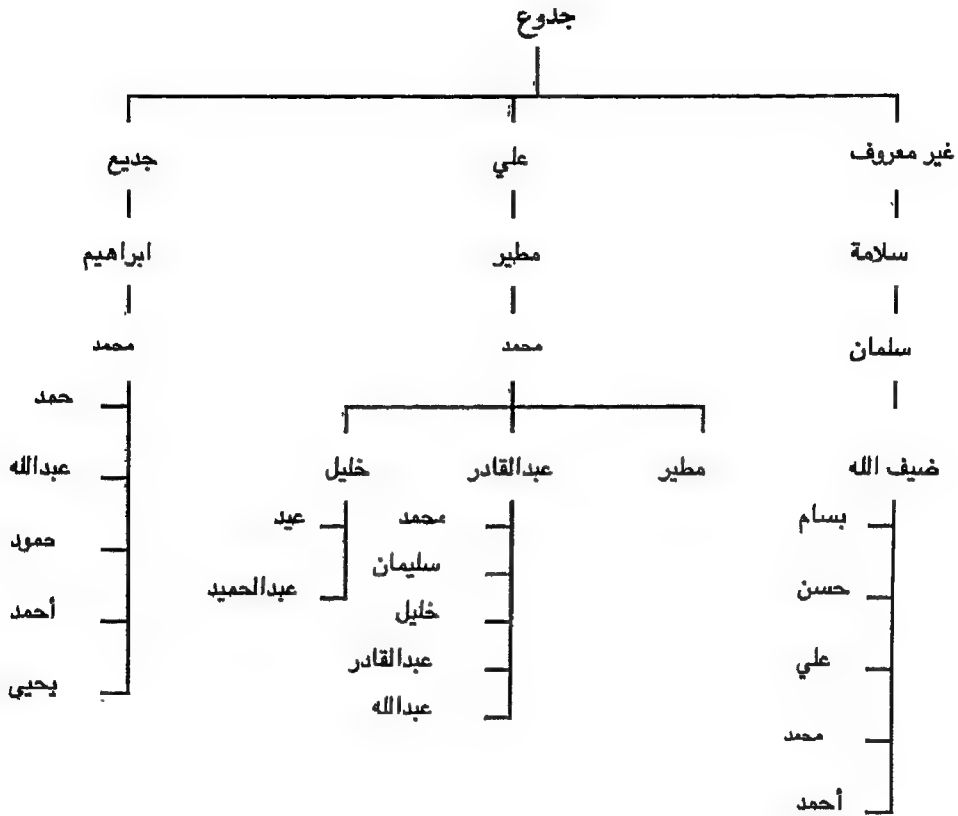 جدوع
غير معروف علي جديع
سلامة مطير ابراهيم
سلمان محمد محمد
حمد
ضيف الله مطير عبدالقادر خليل عبدالله
بسام محمد عيد
حمود
سليمان
حسن خليل عبدالحميد أحمد
علي عبدالقادر يحيي
عبدالله
محمد
أحمد